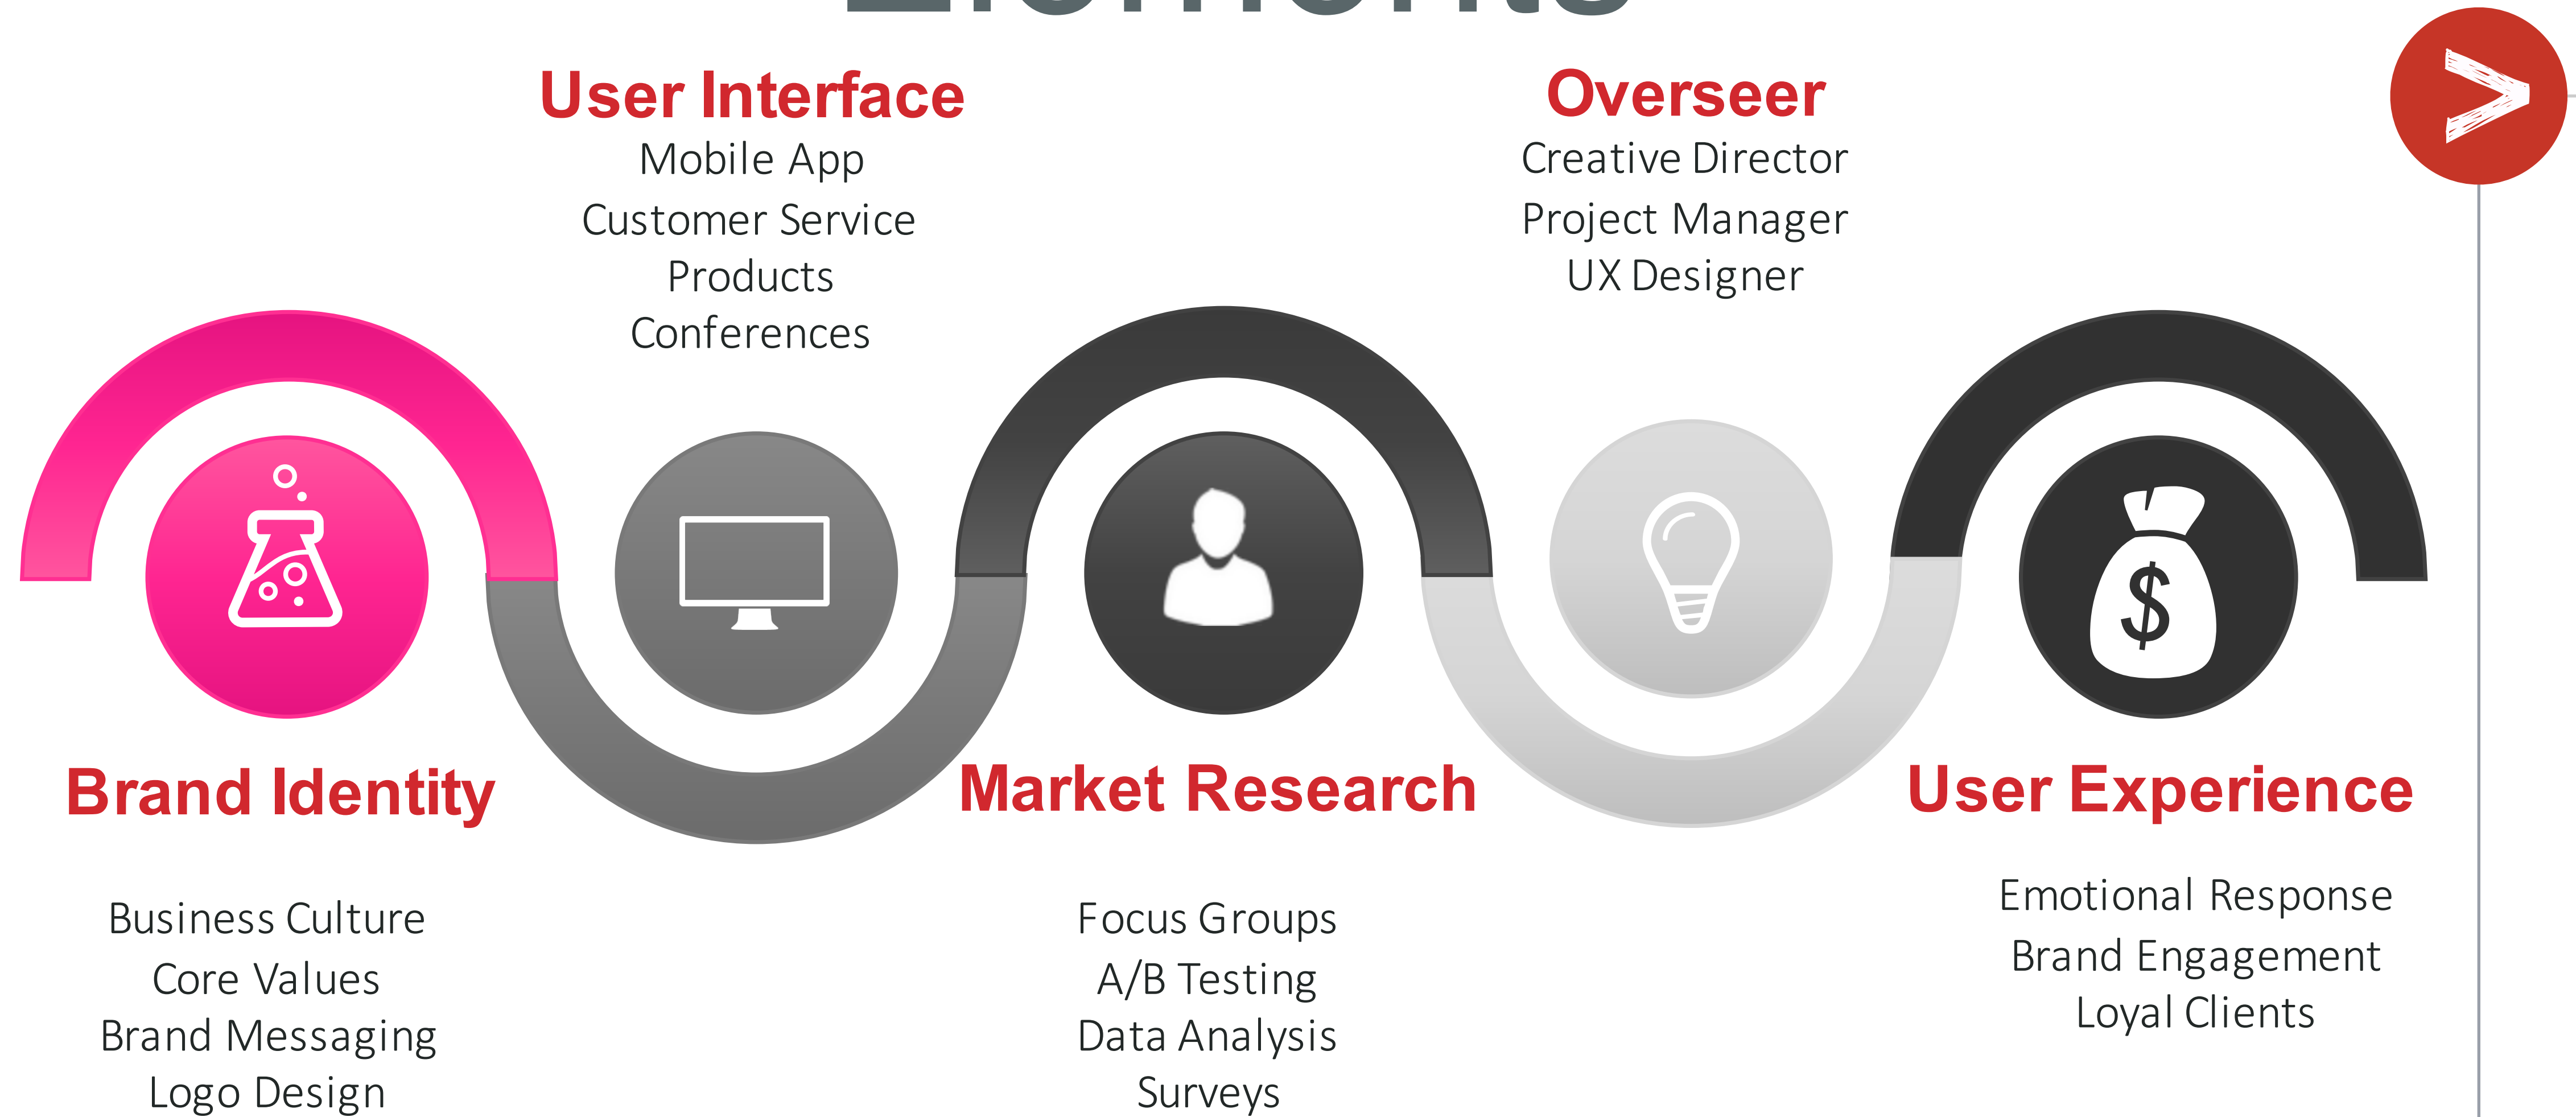 Elements
User Interface
Mobile App
Customer Service
Products
Conferences
Overseer
Creative Director
Project Manager
UX Designer
>
$
Brand Identity
Business Culture
Core Values
Brand Messaging
Logo Design
Market Research
Focus Groups
A/B Testing
Data Analysis
Surveys
User Experience
Emotional Response
Brand Engagement
Loyal Clients